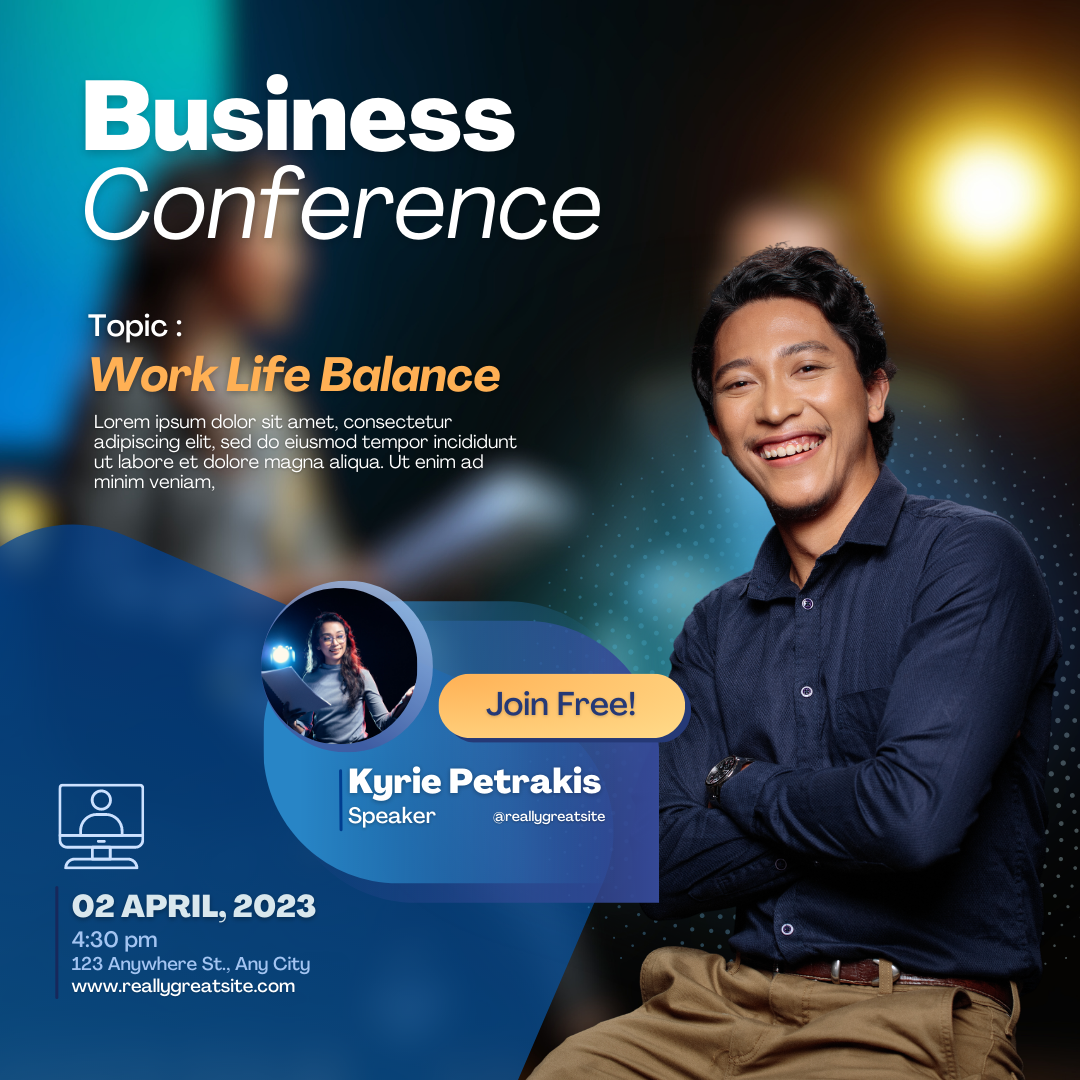 Business
Conference
Topic :
Work Life Balance
Lorem ipsum dolor sit amet, consectetur
adipiscing elit, sed do eiusmod tempor incididunt
ut labore et dolore magna aliqua. Ut enim ad
minim veniam,
Join Free!
Kyrie Petrakis
Speaker @reallygreatsite
02 APRIL, 2023
4:30 pm
123 Anywhere St., Any City
www.reallygreatsite.com